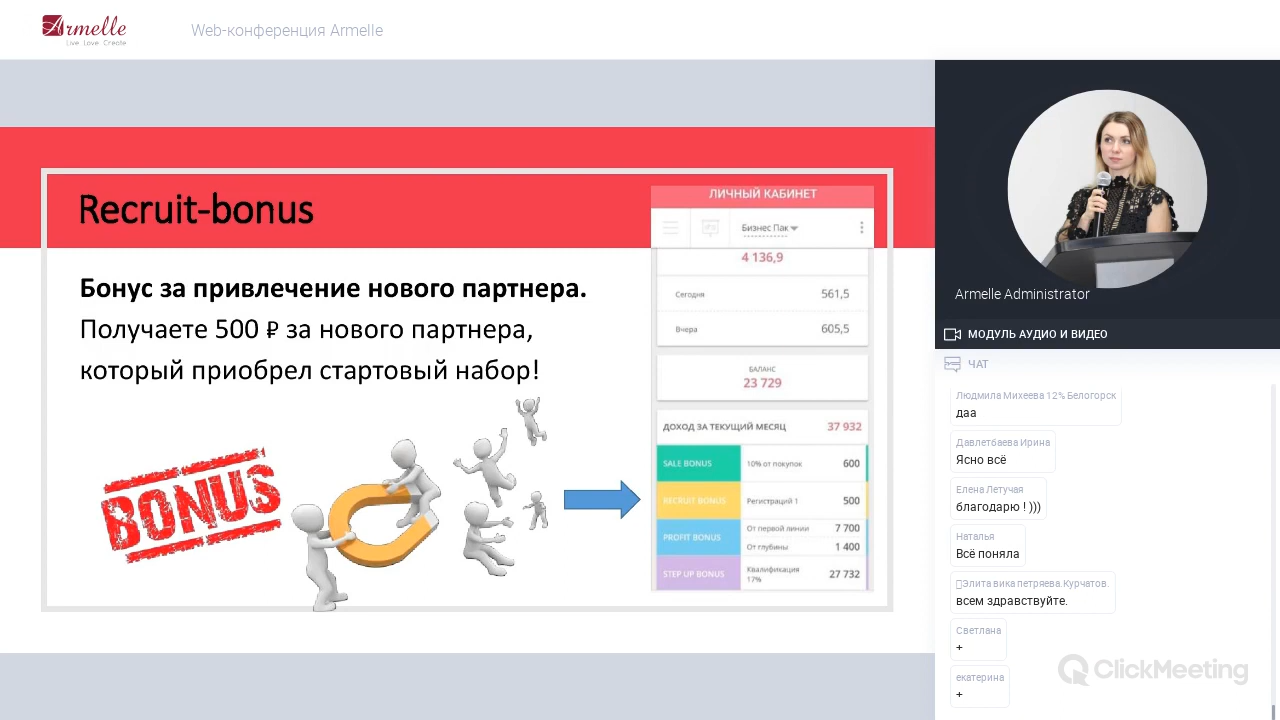 Armelle
Live Love Create
Web-конференция Armelle
Recruit-bonus
Бонус за привлечение нового партнера.
Получаете 500 ₽ за нового партнера,
который приобрел стартовый набор!
BONUS
ЛИЧНЫЙ КАБИНЕТ
Бизнес Пак
4 136,9
Сегодня 561,5
Вчера 605,5
БАЛАНС
23 729
ДОХОД ЗА ТЕКУЩИЙ МЕСЯЦ 37 932
SALE BONUS 10% от покупок 600
RECRUIT BONUS Регистраций 1 500
PROFIT BONUS
От первой линии 7 700
От глубины 1 400
STEP UP BONUS
Квалификация
17%
27 732
Armelle Administrator
МОДУЛЬ АУДИО И ВИДЕО
ЧАТ
Людмила Михеева 12% Белогорск
даа
Давлетбаева Ирина
Ясно всё
Елена Летучая
благодарю ! )))
Наталья
Всё поняла
Элита вика петряева.Курчатов.
всем здравствуйте.
Светлана
+
екатерина
+
ClickMeeting